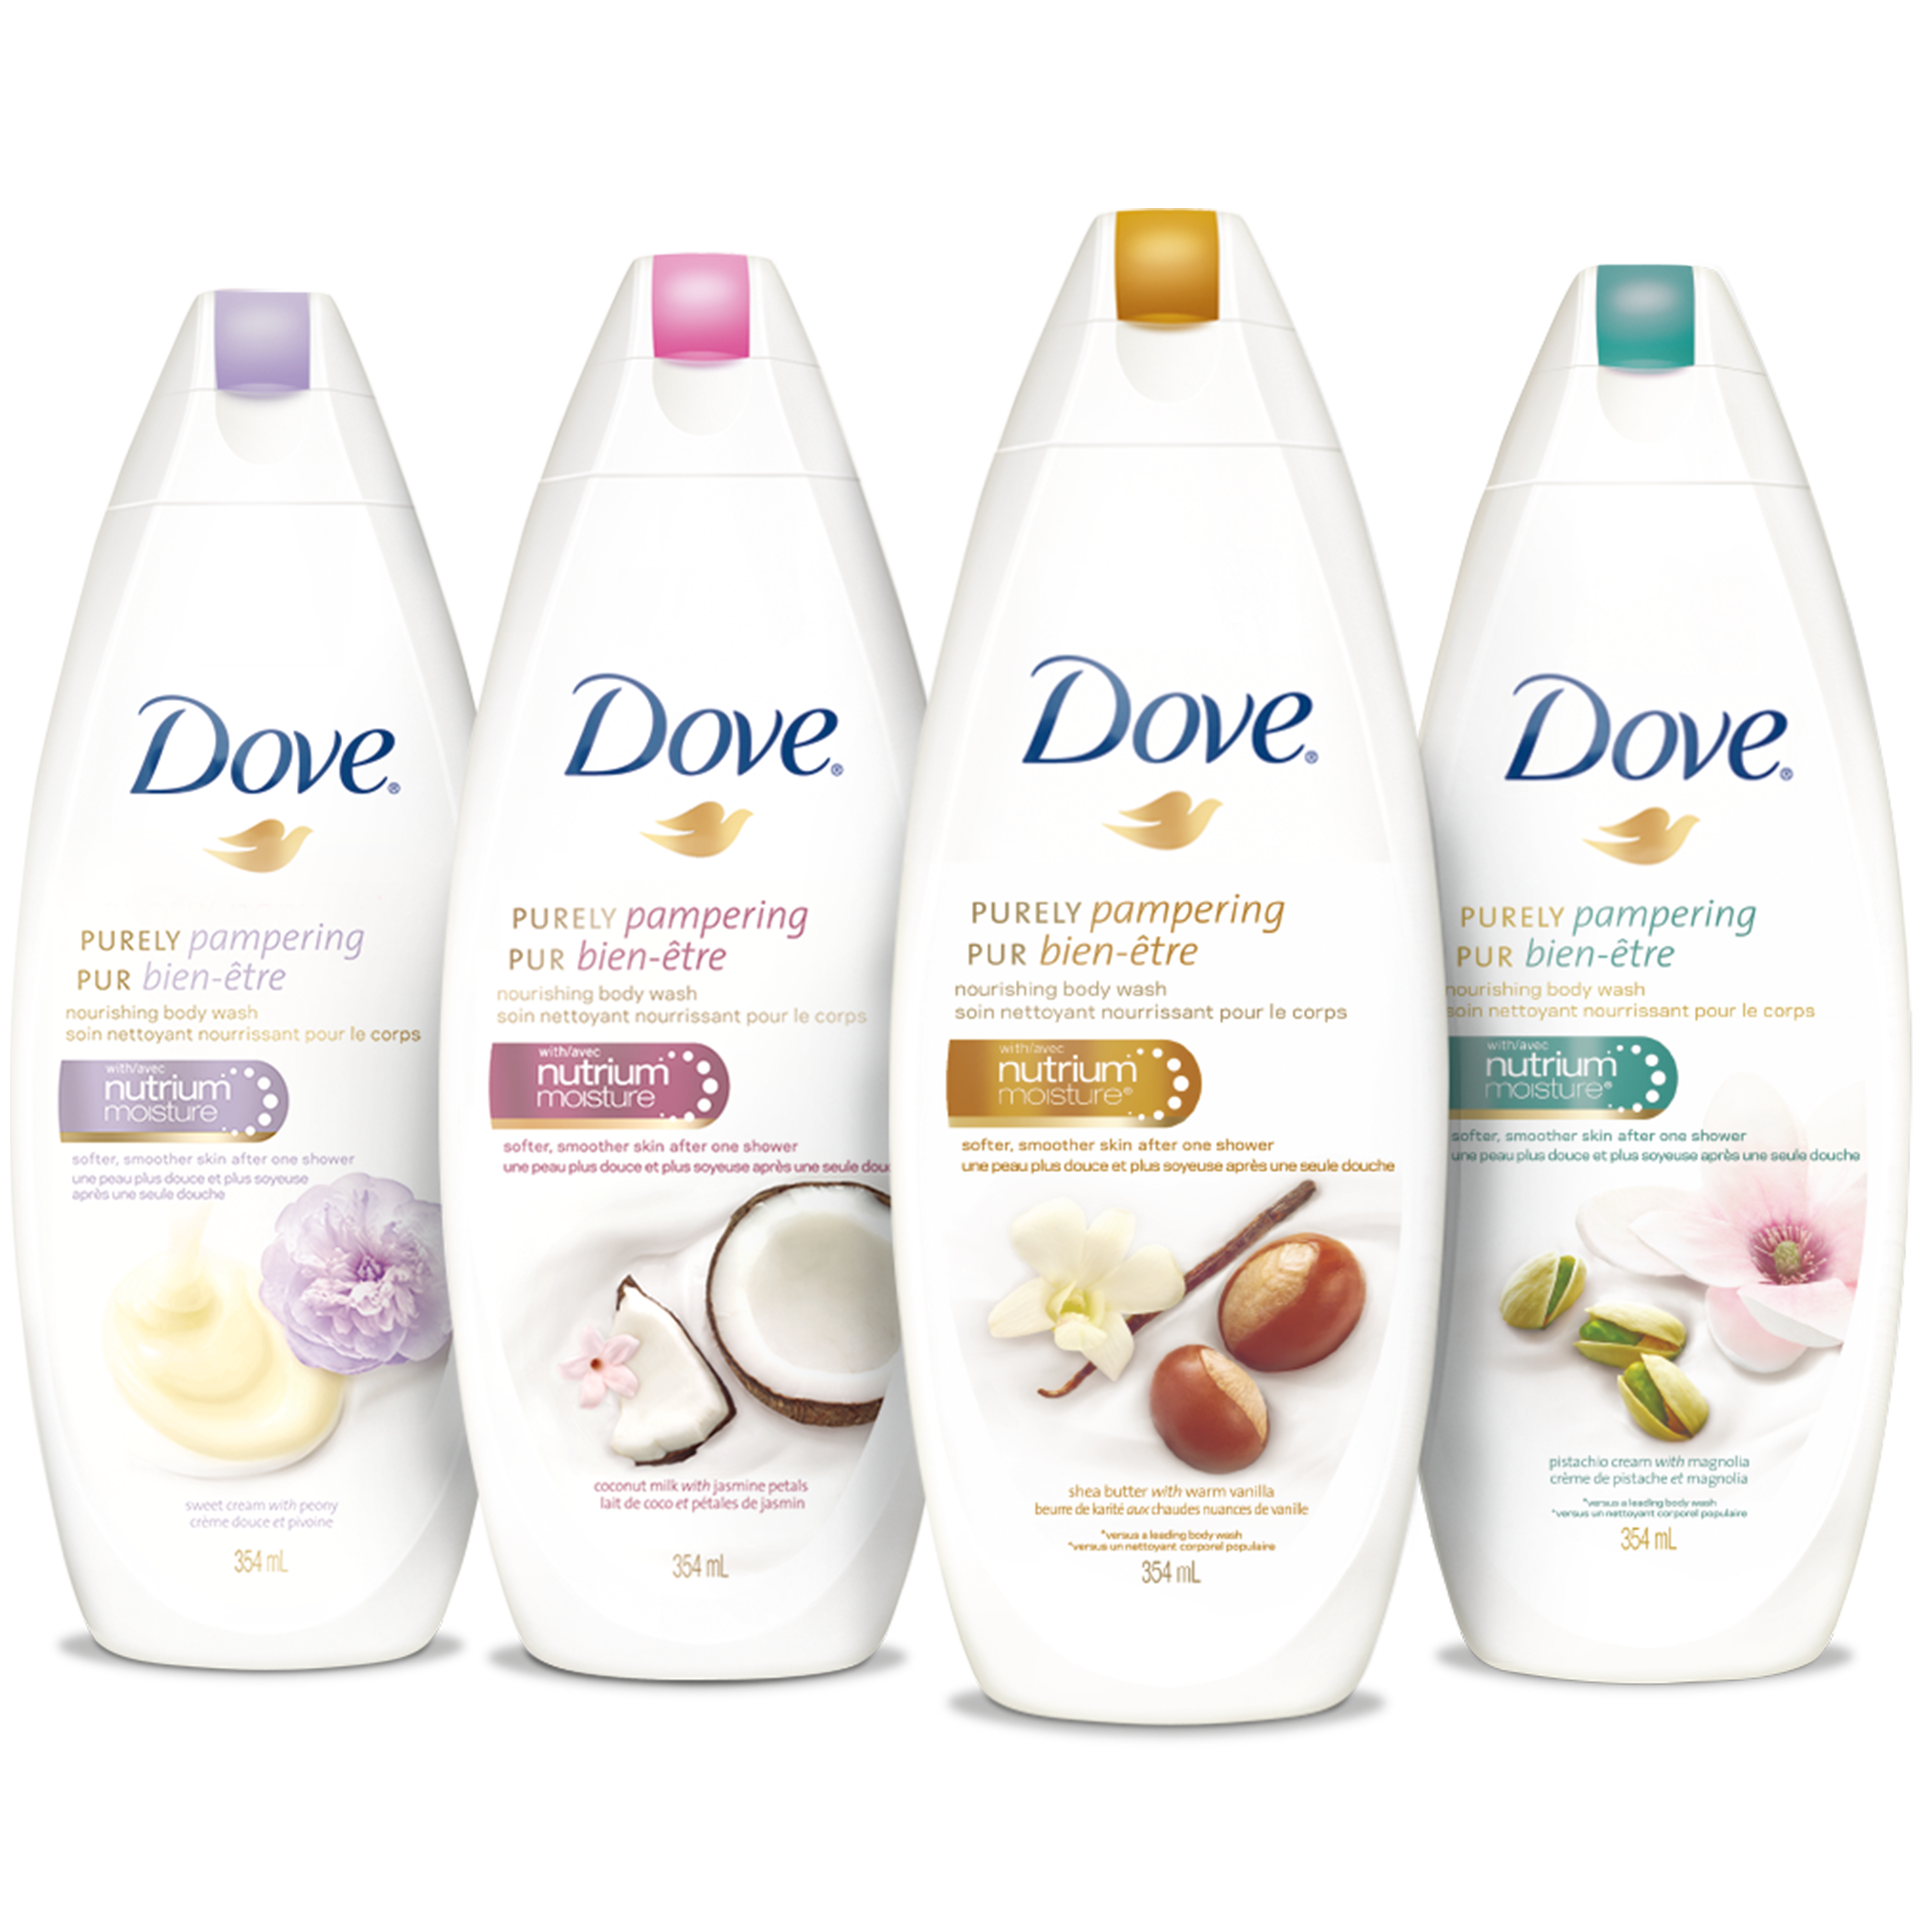 Dove®
PURELY pampering
PUR bien-être
nourishing body wash
soin nettoyant nourrissant pour le corps
with/avec
nutrium
moisture
softer, smoother skin after one shower
une peau plus douce et plus soyeuse
après une seule douche
sweet cream with peony
crème douce et pivoine
354 mL
Dove®
PURELY pampering
PUR bien-être
nourishing body wash
soin nettoyant nourrissant pour le corps
with/avec
nutrium
moisture
softer, smoother skin after one shower
une peau plus douce et plus soyeuse après une seule dou
coconut milk with jasmine petals
lait de coco et pétales de jasmin
354 mL
Dove®
PURELY pampering
PUR bien-être
nourishing body wash
soin nettoyant nourrissant pour le corps
with/avec
nutrium
moisture®
softer, smoother skin after one shower
une peau plus douce et plus soyeuse après une seule douche
shea butter with warm vanilla
beurre de karité aux chaudes nuances de vanille
*versus a leading body wash
*versus un nettoyant corporel populaire
354 mL
Dove®
PURELY pampering
PUR bien-être
nourishing body wash
soin nettoyant nourrissant pour le corps
with/avec
nutrium
moisture®
softer, smoother skin after one shower
une peau plus douce et plus soyeuse après une seule douche
pistachio cream with magnolia
crème de pistache et magnolia
*versus a leading body wash
*versus un nettoyant corporel populaire
354 mL